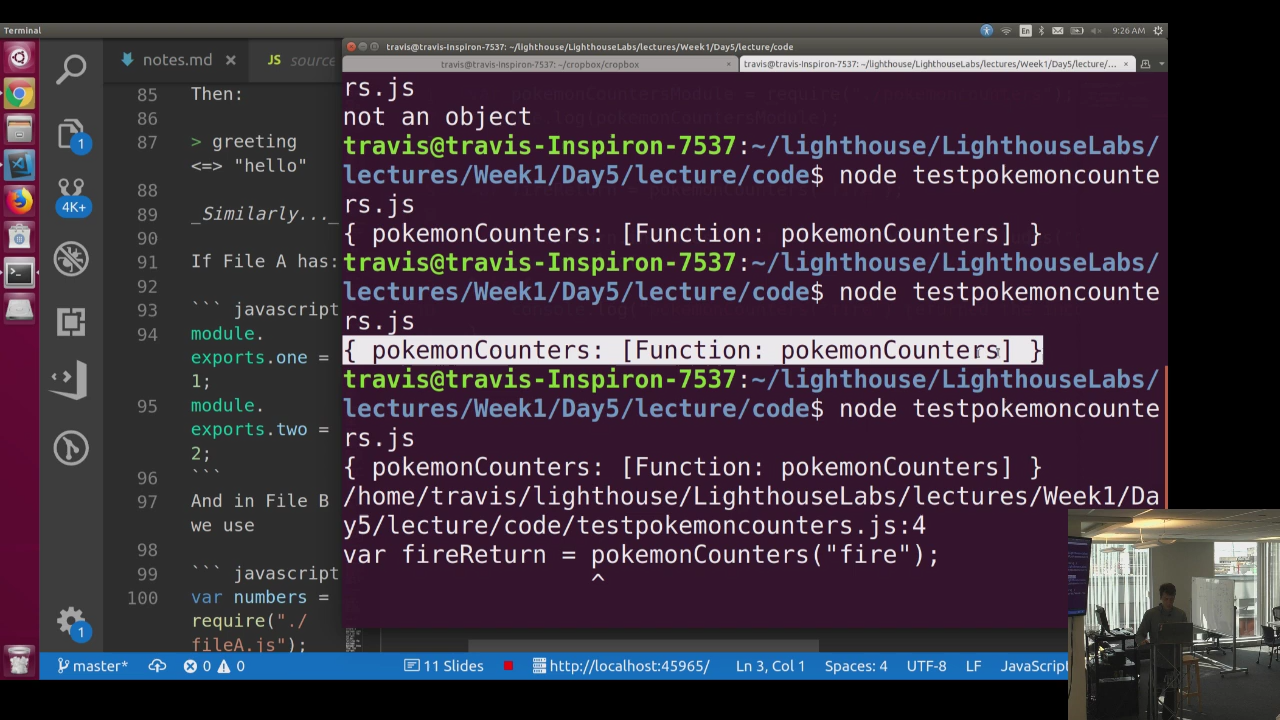 Terminal
En
9:26 AM
notes.md
JS source
travis@travis-Inspiron-7537: ~/lighthouse/LighthouseLabs/lectures/Week1/Day5/lecture/code
travis@travis-Inspiron-7537: ~/cropbox/cropbox
travis@travis-Inspiron-7537: ~/lighthouse/LighthouseLabs/lectures/Week1/Day5/lecture/...
1
4K+
1
85 Then:
86
87 > greeting
<=> "hello"
88
89 _Similarly..._
90
91 If File A has:
92
93 ``` javascript
94 module.
exports.one =
1;
95 module.
exports.two =
2;
96 ```
97 And in File B
we use
98
99 ``` javascript
100 var numbers =
require("./
fileA.js");
rs.js
not an object
travis@travis-Inspiron-7537:~/lighthouse/LighthouseLabs/
lectures/Week1/Day5/lecture/code$ node testpokemoncounte
rs.js
{ pokemonCounters: [Function: pokemonCounters] }
travis@travis-Inspiron-7537:~/lighthouse/LighthouseLabs/
lectures/Week1/Day5/lecture/code$ node testpokemoncounte
rs.js
{ pokemonCounters: [Function: pokemonCounters] }
travis@travis-Inspiron-7537:~/lighthouse/LighthouseLabs/
lectures/Week1/Day5/lecture/code$ node testpokemoncounte
rs.js
{ pokemonCounters: [Function: pokemonCounters] }
/home/travis/lighthouse/LighthouseLabs/lectures/Week1/Da
y5/lecture/code/testpokemoncounters.js:4
var fireReturn = pokemonCounters("fire");
^
master* 0 0 11 Slides http://localhost:45965/ Ln 3, Col 1 Spaces: 4 UTF-8 LF JavaScript